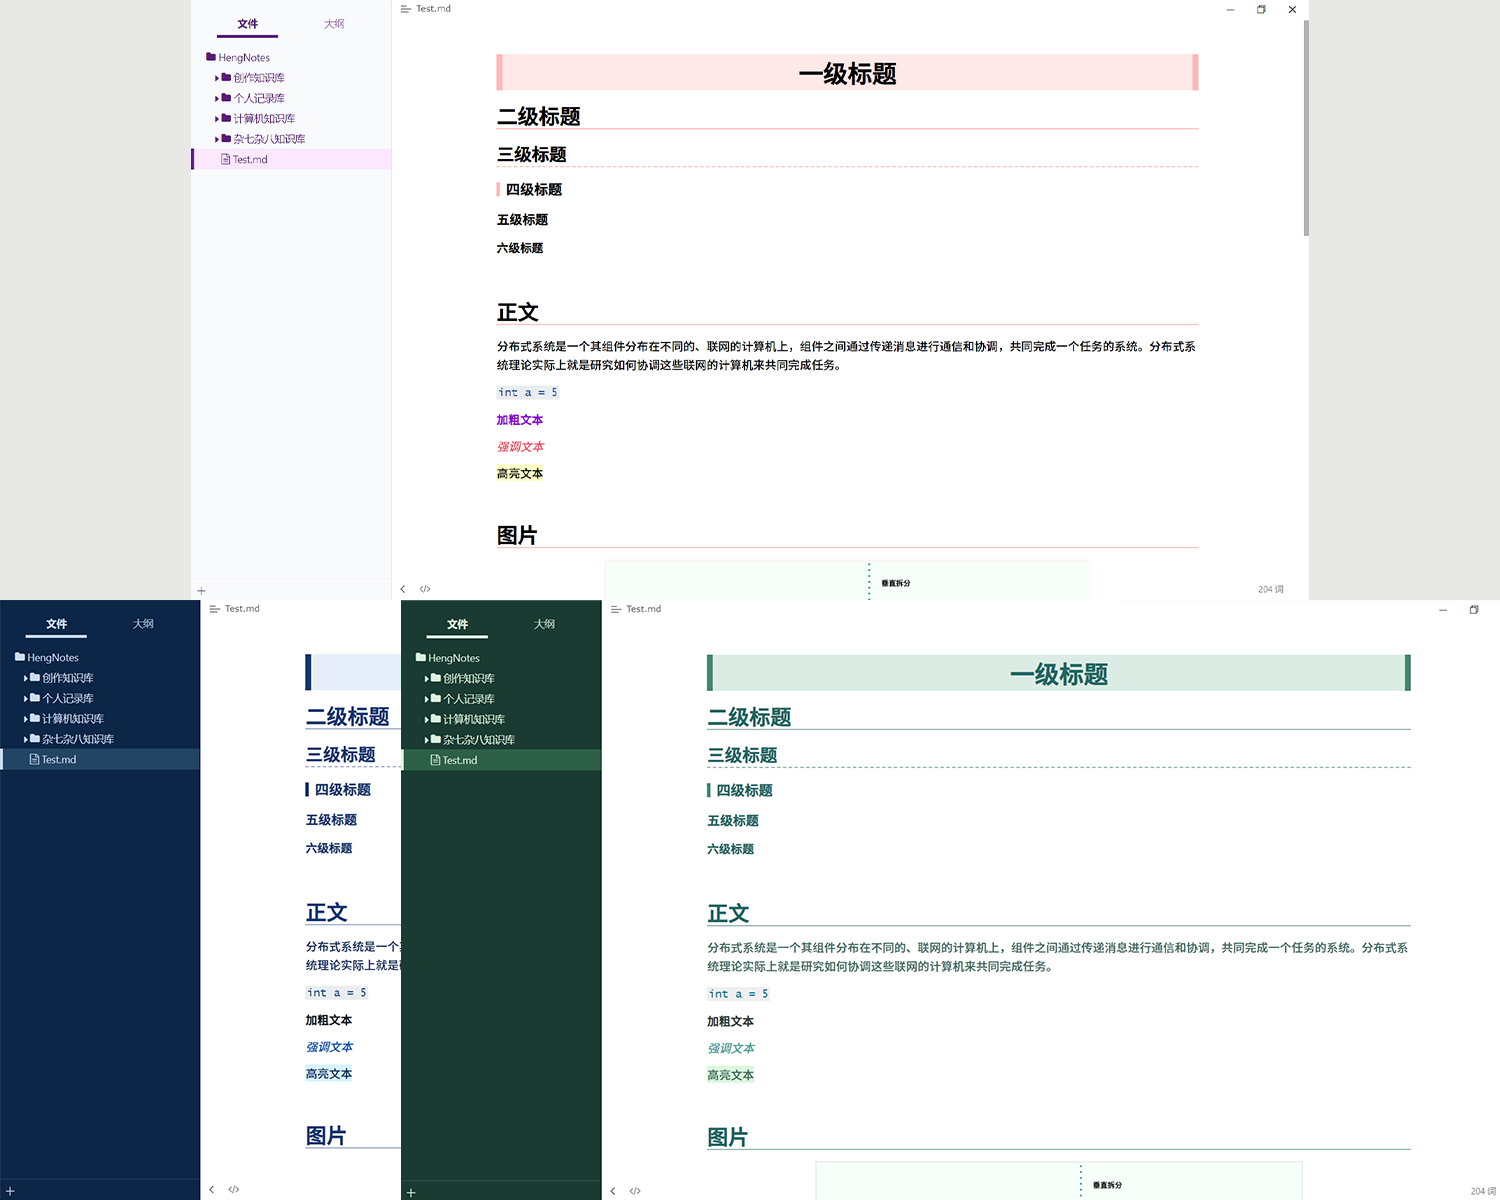 文件
大纲
HengNotes
创作知识库
个人记录库
计算机知识库
杂七杂八知识库
Test.md
Test.md
一级标题
二级标题
三级标题
四级标题
五级标题
六级标题
正文
分布式系统是一个其组件分布在不同的、联网的计算机上，组件之间通过传递消息进行通信和协调，共同完成一个任务的系统。分布式系
统理论实际上就是研究如何协调这些联网的计算机来共同完成任务。
int a = 5
加粗文本
强调文本
高亮文本
图片
垂直拆分
204 词
文件
大纲
HengNotes
创作知识库
个人记录库
计算机知识库
杂七杂八知识库
Test.md
Test.md
二级标题
三级标题
四级标题
五级标题
六级标题
正文
分布式系统是一个
统理论实际上就是
int a = 5
加粗文本
强调文本
高亮文本
图片
文件
大纲
HengNotes
创作知识库
个人记录库
计算机知识库
杂七杂八知识库
Test.md
Test.md
一级标题
二级标题
三级标题
四级标题
五级标题
六级标题
正文
分布式系统是一个其组件分布在不同的、联网的计算机上，组件之间通过传递消息进行通信和协调，共同完成一个任务的系统。分布式系
统理论实际上就是研究如何协调这些联网的计算机来共同完成任务。
int a = 5
加粗文本
强调文本
高亮文本
图片
垂直拆分
204 词